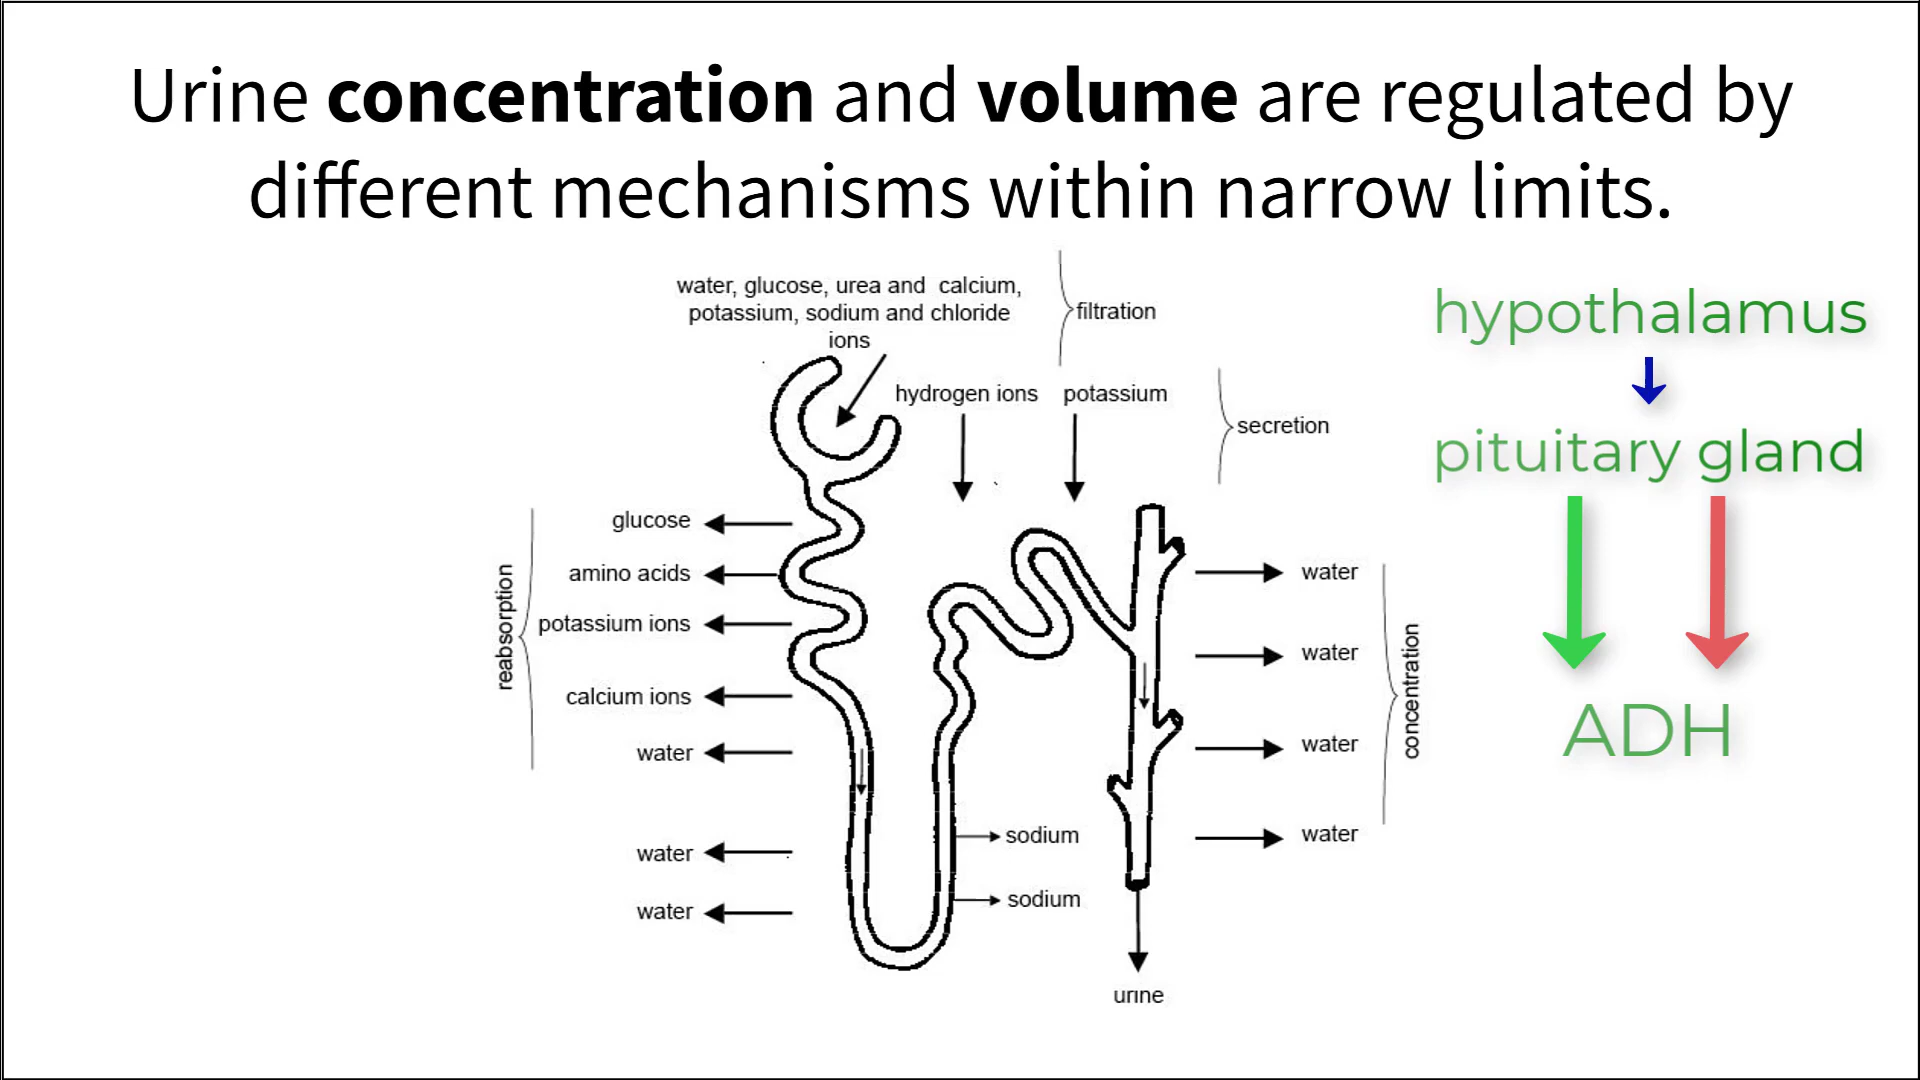 Urine concentration and volume are regulated by
different mechanisms within narrow limits.
water, glucose, urea and calcium,
potassium, sodium and chloride
ions
filtration
hydrogen ions
potassium
secretion
reabsorption
glucose
amino acids
potassium ions
calcium ions
water
water
water
sodium
sodium
water
water
water
water
concentration
urine
hypothalamus
pituitary gland
ADH